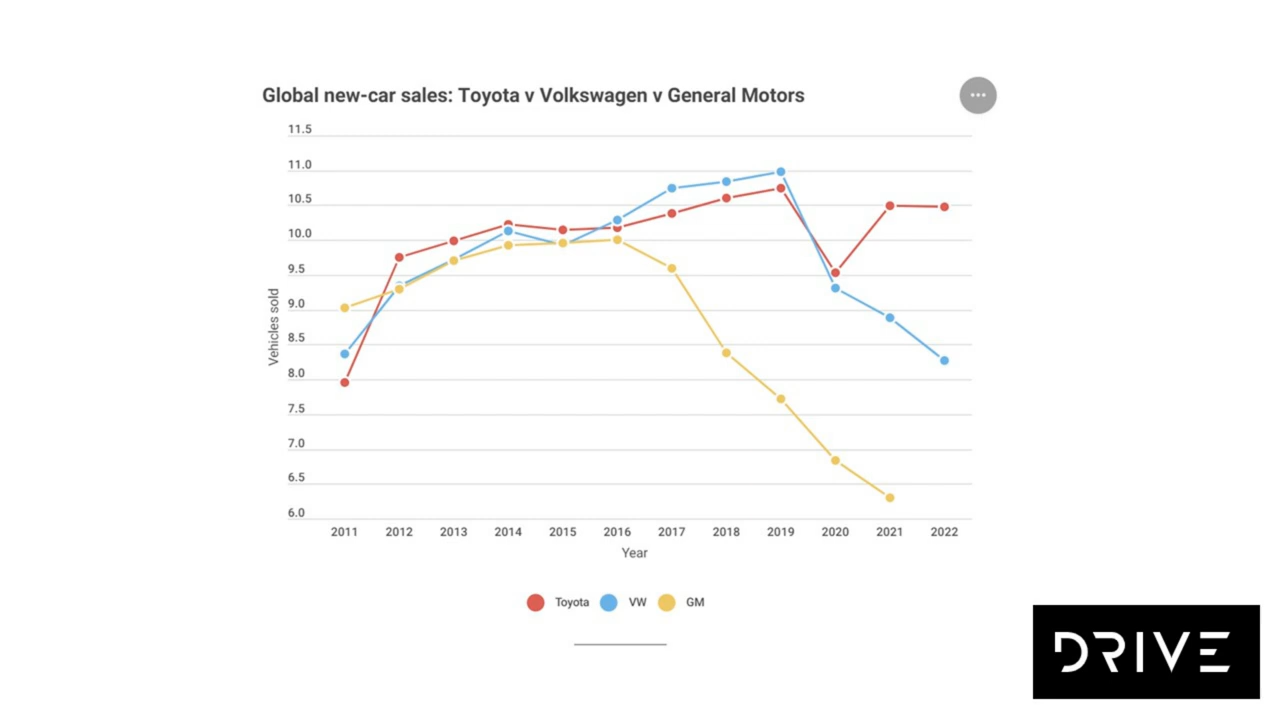 Global new-car sales: Toyota v Volkswagen v General Motors
11.5
11.0
10.5
10.0
9.5
9.0
8.5
8.0
7.5
7.0
6.5
6.0
Vehicles sold
2011 2012 2013 2014 2015 2016 2017 2018 2019 2020 2021 2022
Year
Toyota VW GM
DRIVE